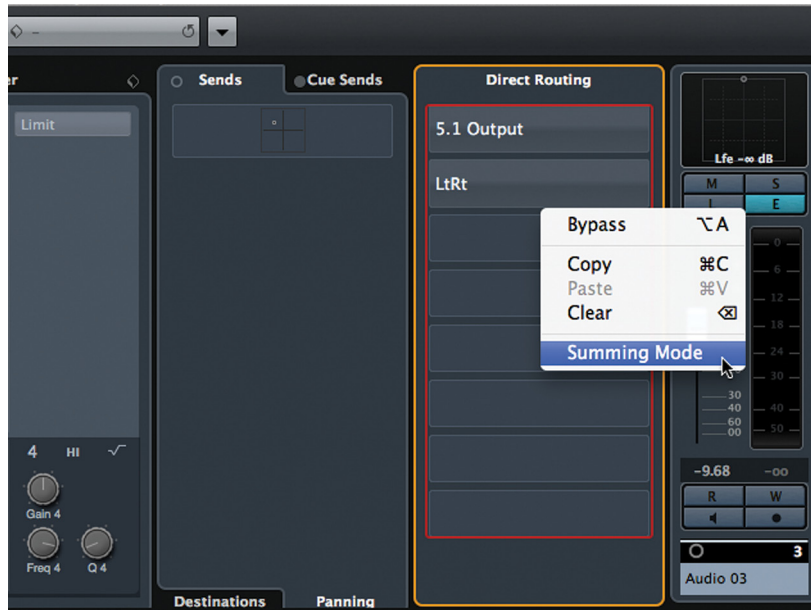 –
er
Sends
Cue Sends
Direct Routing
Limit
5.1 Output
LtRt
Lfe -∞ dB
M S
I E
Bypass ⌥A
Copy ⌘C
Paste ⌘V
Clear ⌫
Summing Mode
0
6
12
18
24
30
40
50
30
40
60
00
4 HI
Gain 4
Freq 4 Q 4
-9.68 -oo
R W
3
Audio 03
Destinations Panning